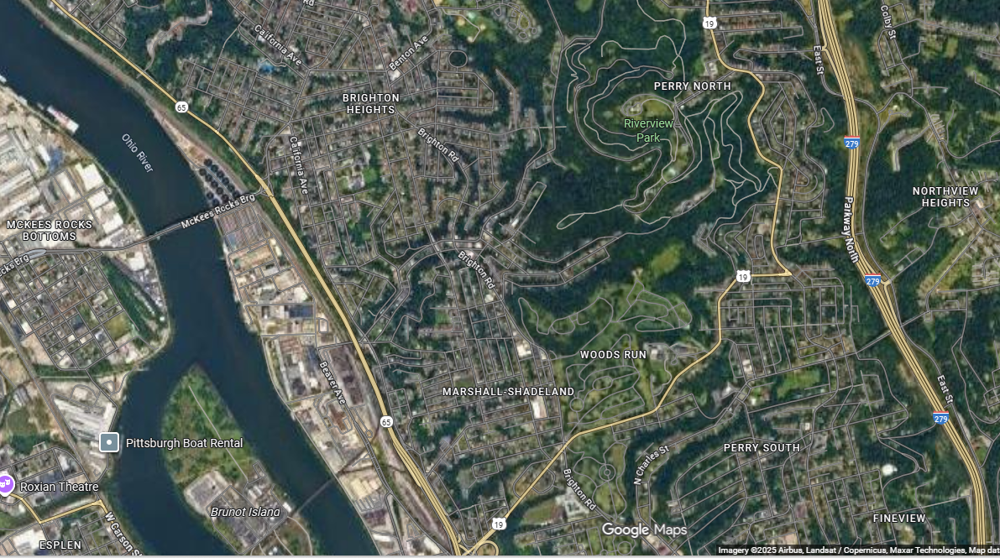 Rd
California Ave
Benton Ave
19
East St
Colby St
PERRY NORTH
BRIGHTON
HEIGHTS
65
Riverview
Park
Brighton Rd
279
Ohio River
California Ave
McKees Rocks Brg
NORTHVIEW
HEIGHTS
MCKEES ROCKS
BOTTOMS
Parkway North
cks Brg
Brighton Rd
19
279
WOODS RUN
Beaver Ave
MARSHALL-SHADELAND
East St
65
279
Pittsburgh Boat Rental
PERRY SOUTH
N Charles St
Roxian Theatre
Brighton Rd
Brunot Island
W Carson St
19
FINEVIEW
Google Maps
ESPLEN
Imagery ©2025 Airbus, Landsat / Copernicus, Maxar Technologies, Map dat